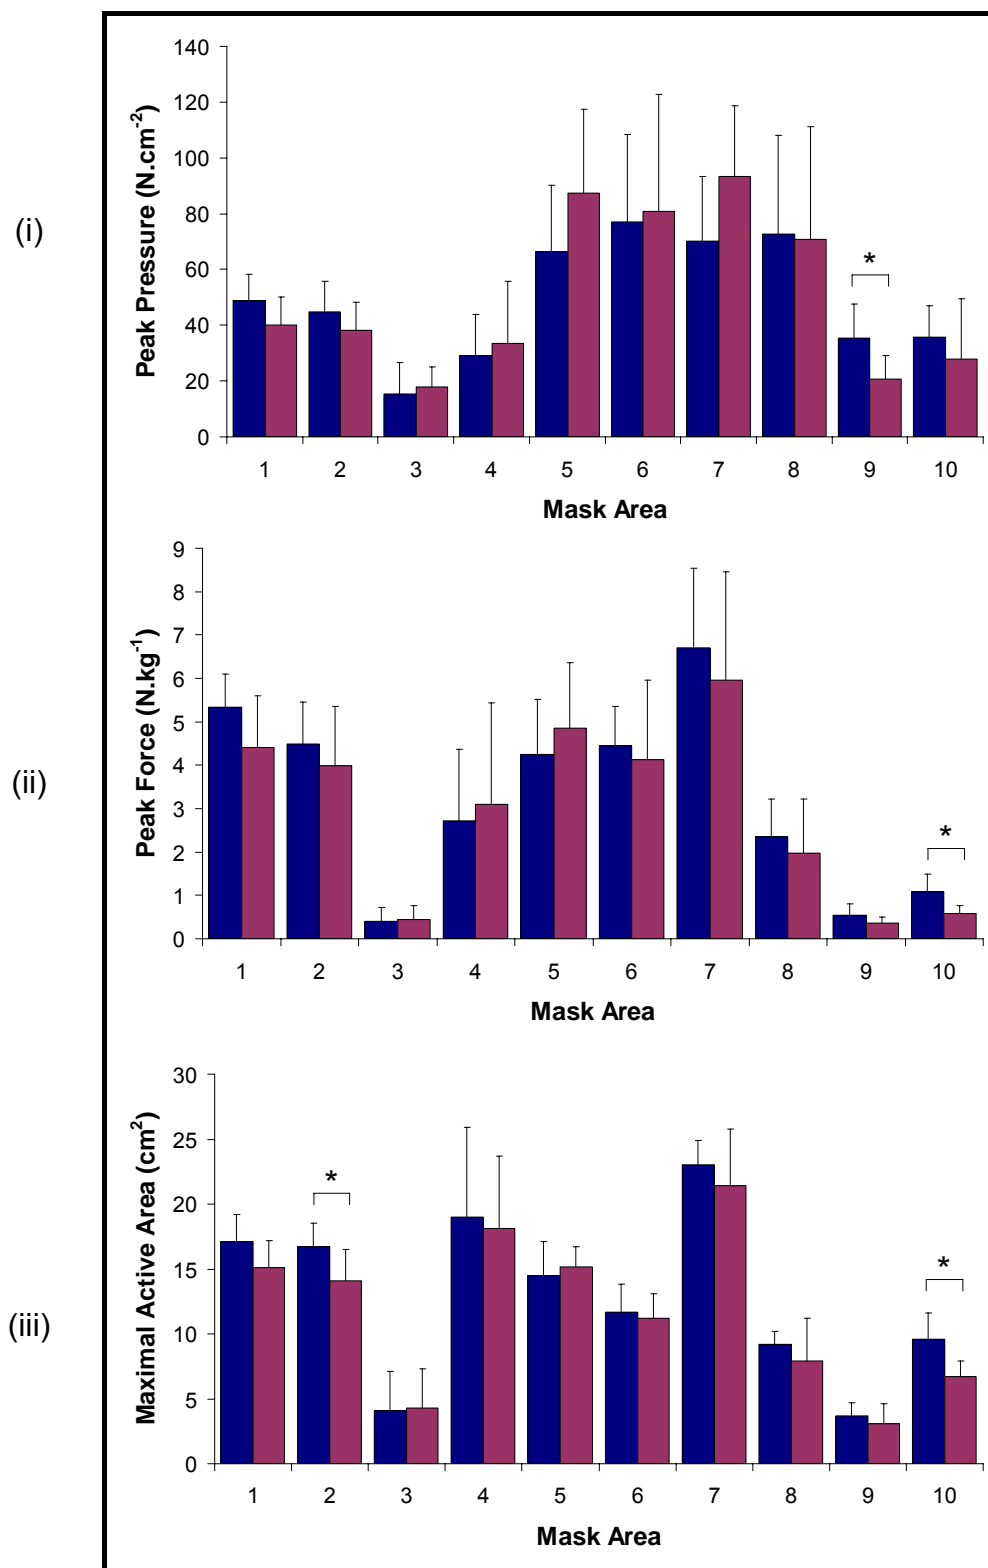 (i)
Peak Pressure (N.cm-2)
140
120
100
80
60
40
20
0
*
1 2 3 4 5 6 7 8 9 10
Mask Area
(ii)
Peak Force (N.kg-1)
9
8
7
6
5
4
3
2
1
0
*
1 2 3 4 5 6 7 8 9 10
Mask Area
(iii)
Maximal Active Area (cm2)
30
25
20
15
10
5
0
*
*
1 2 3 4 5 6 7 8 9 10
Mask Area